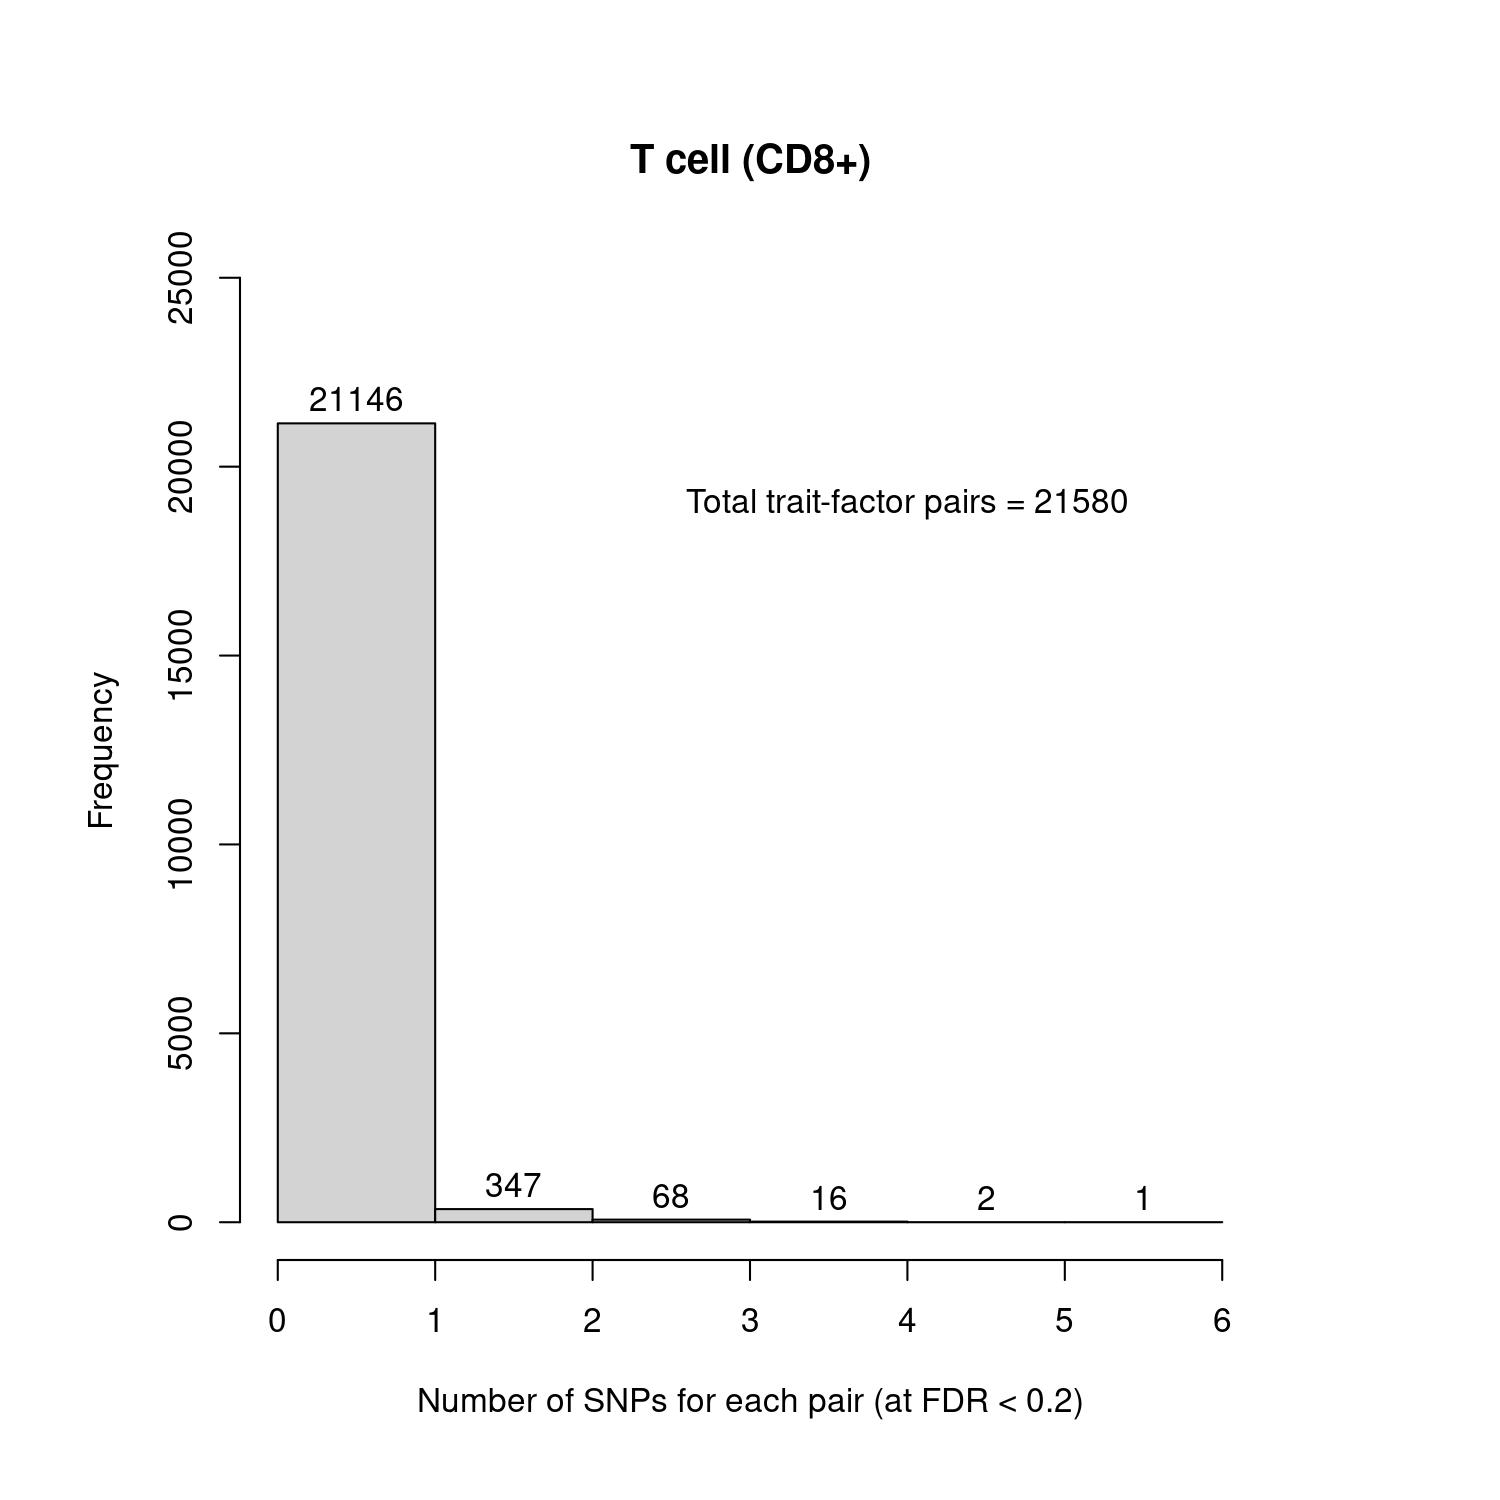 T cell (CD8+)
25000
20000
15000
10000
5000
0
Frequency
21146
347
68
16
2
1
Total trait-factor pairs = 21580
0 1 2 3 4 5 6
Number of SNPs for each pair (at FDR < 0.2)